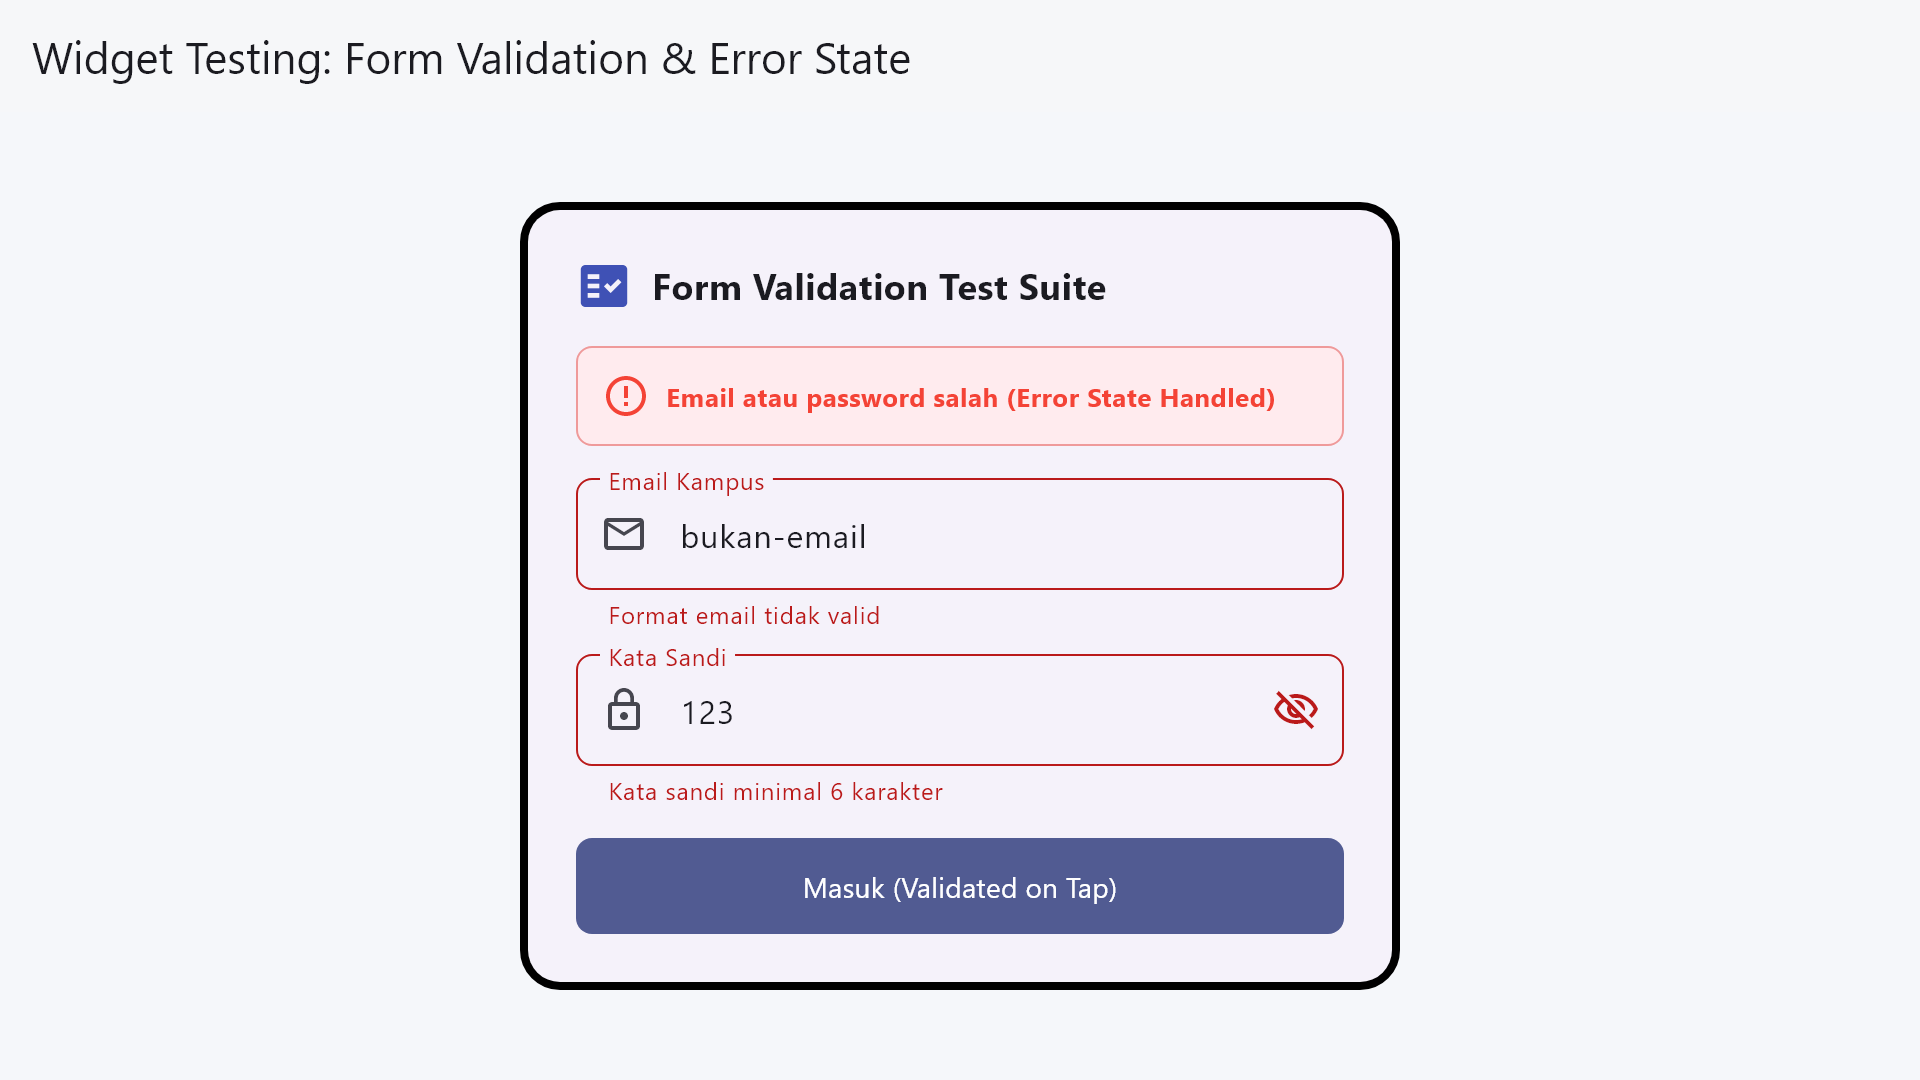 Widget Testing: Form Validation & Error State
Form Validation Test Suite
Email atau password salah (Error State Handled)
Email Kampus
bukan-email
Format email tidak valid
Kata Sandi
123
Kata sandi minimal 6 karakter
Masuk (Validated on Tap)